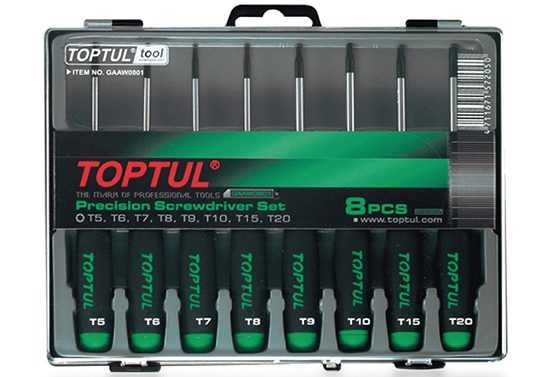 TOPTUL tool
▶ITEM NO. GAAW0801
4711671572050
TOPTUL®
THE MARK OF PROFESSIONAL TOOLS GAAW0801
Precision Screwdriver Set 8PCS
T5, T6, T7, T8, T9, T10, T15, T20 www.toptul.com
TOPTUL TOPTUL TOPTUL TOPTUL TOPTUL TOPTUL TOPTUL TOPTUL
T5 T6 T7 T8 T9 T10 T15 T20